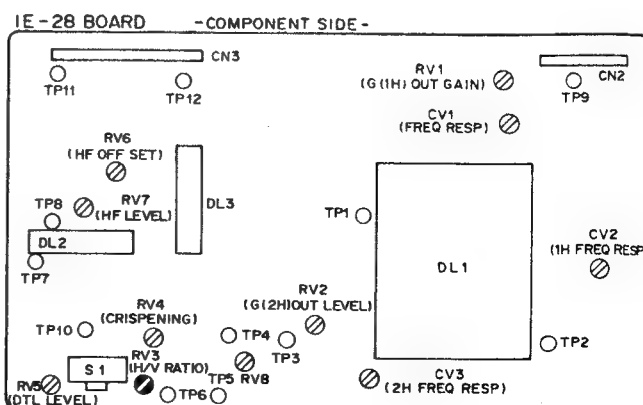 IE-28 BOARD -COMPONENT SIDE-
CN3
TP11
TP12
RV1
(G(1H) OUT GAIN)
CN2
TP9
CV1
(FREQ RESP)
RV6
(HF OFF SET)
RV7
(HF LEVEL)
TP8
DL2
TP7
DL3
TP1
DL1
CV2
(1H FREQ RESP)
RV2
(G(2H)OUT LEVEL)
RV4
(CRISPENING)
TP10
TP4
TP3
TP2
S1
RV3
(H/V RATIO)
RV5
(DTL LEVEL)
TP6
TP5
RV8
CV3
(2H FREQ RESP)